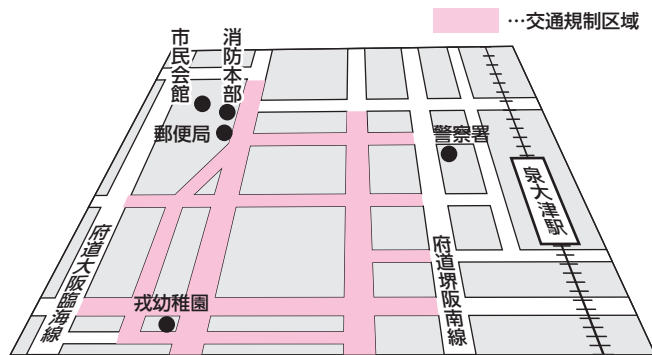 …交通規制区域
市民会館
消防本部
郵便局
警察署
泉大津駅
府道大阪臨海線
府道堺阪南線
戎幼稚園